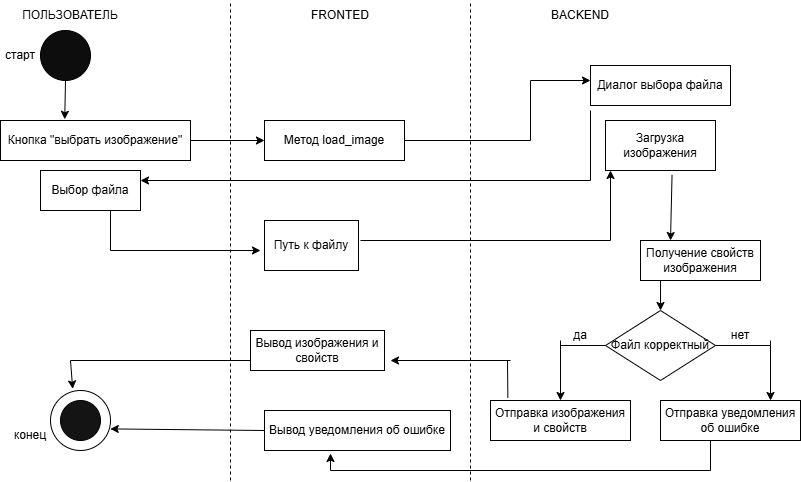 ПОЛЬЗОВАТЕЛЬ
FRONTED
BACKEND
старт
Диалог выбора файла
Кнопка "выбрать изображение"
Метод load_image
Загрузка
изображения
Выбор файла
Путь к файлу
Получение свойств
изображения
Вывод изображения и
свойств
да
Файл корректный
нет
Отправка изображения
и свойств
Отправка уведомления
об ошибке
Вывод уведомления об ошибке
конец